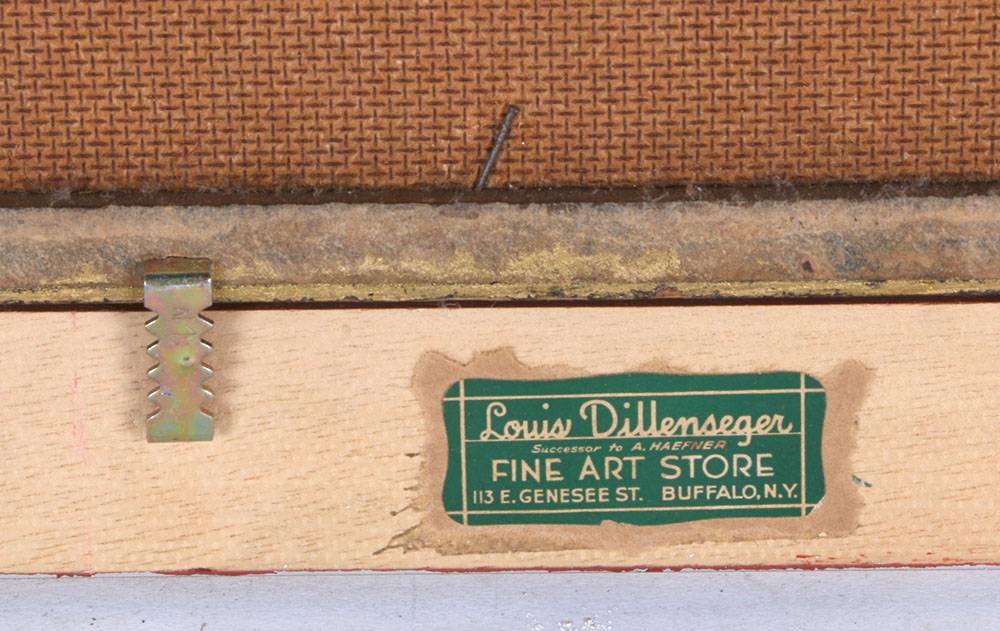 Louis Dillenseger
Successor to A. HAEFNER
FINE ART STORE
113 E. GENESEE ST. BUFFALO, N.Y.